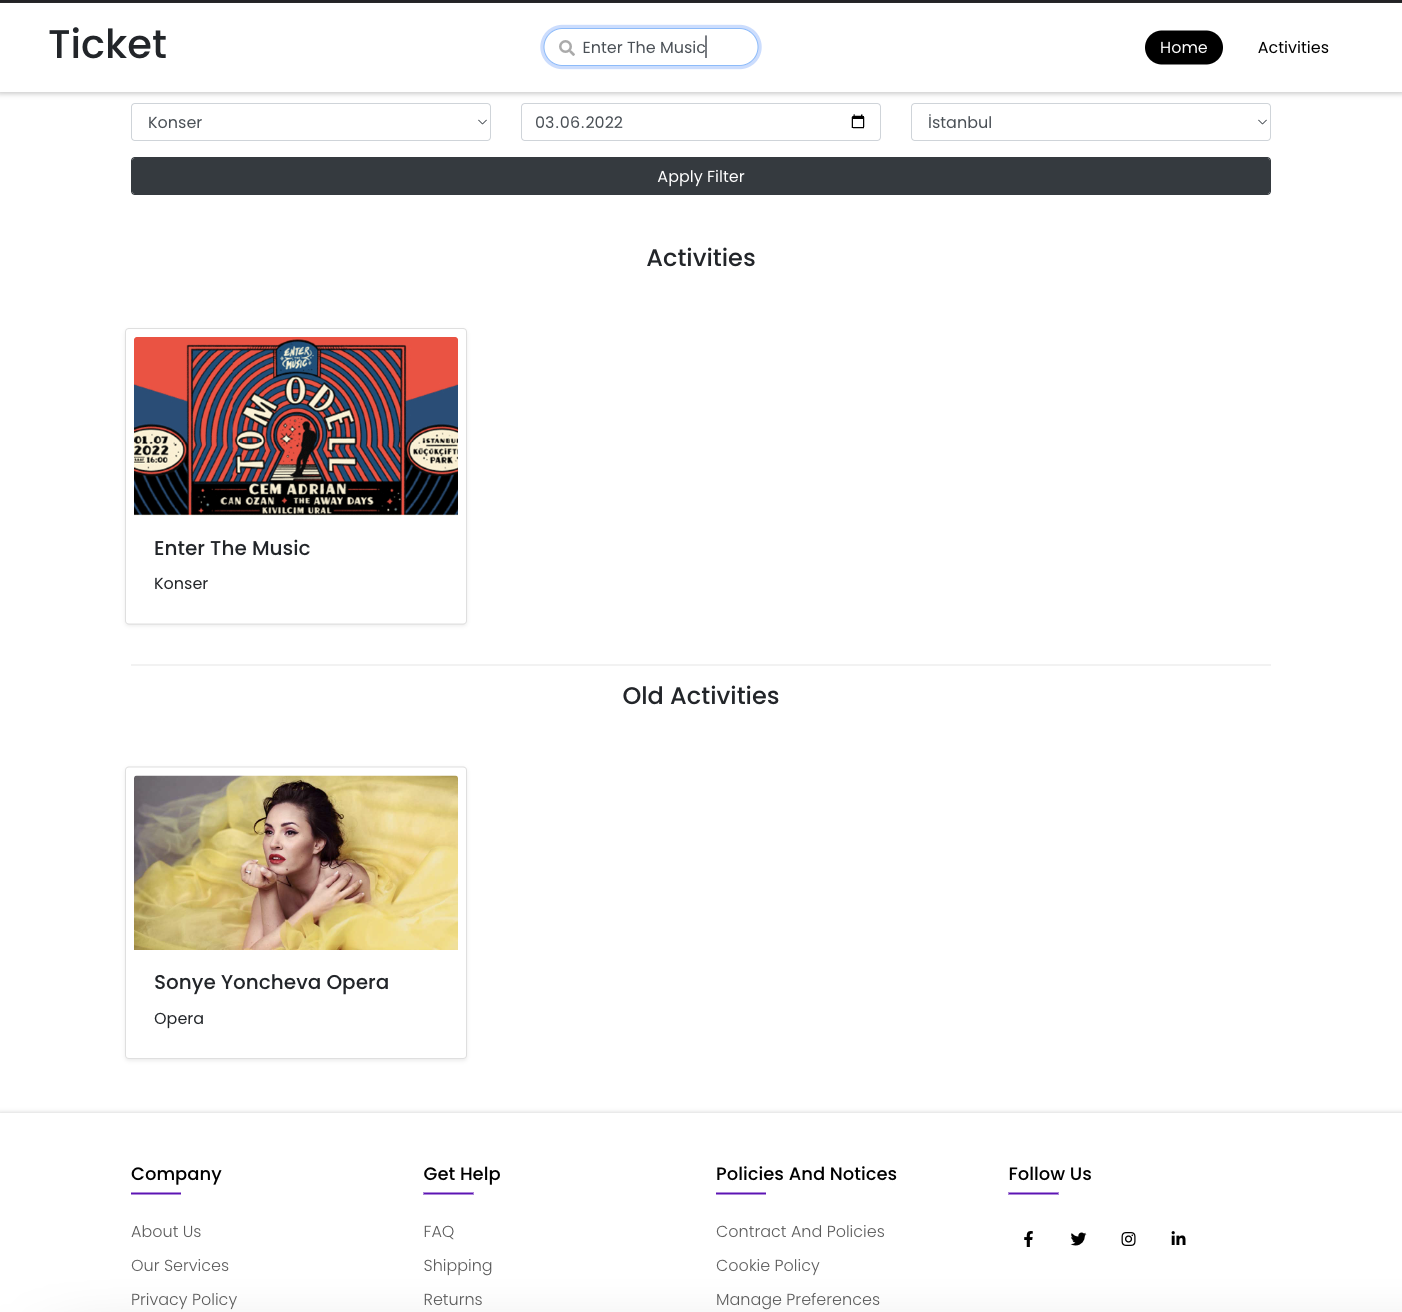 Ticket
Enter The Music
Home
Activities
Konser
03.06.2022
İstanbul
Apply Filter
Activities
ENTER
MUSIC
TOM ODELL
01.07
2022
16:00
İSTANBUL
KÜÇÜKÇİFT
PARK
CEM ADRIAN
CAN OZAN + THE AWAY DAYS
KIVILCIM URAL
Enter The Music
Konser
Old Activities
Sonye Yoncheva Opera
Opera
Company
About Us
Our Services
Privacy Policy
Get Help
FAQ
Shipping
Returns
Policies And Notices
Contract And Policies
Cookie Policy
Manage Preferences
Follow Us